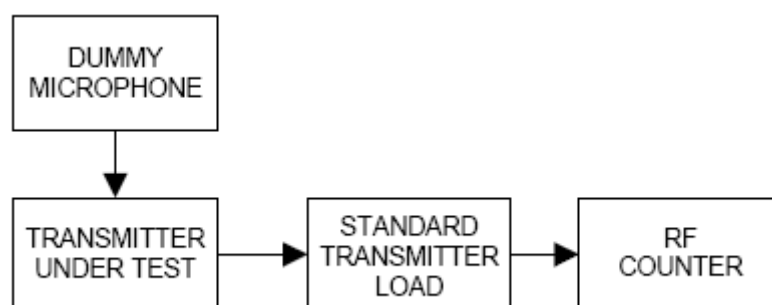 DUMMY
MICROPHONE
TRANSMITTER
UNDER TEST
STANDARD
TRANSMITTER
LOAD
RF
COUNTER